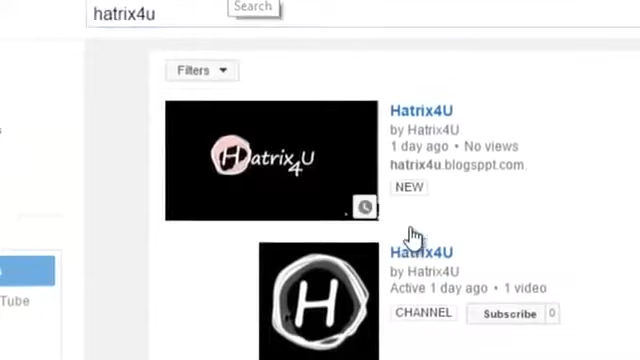 hatrix4u
Search
Filters
Hatrix4U
by Hatrix4U
1 day ago • No views
hatrix4u.blogsppt.com
NEW
Hatrix4U
Hatrix4U
by Hatrix4U
Active 1 day ago • 1 video
CHANNEL
Subscribe 0
H
Tube